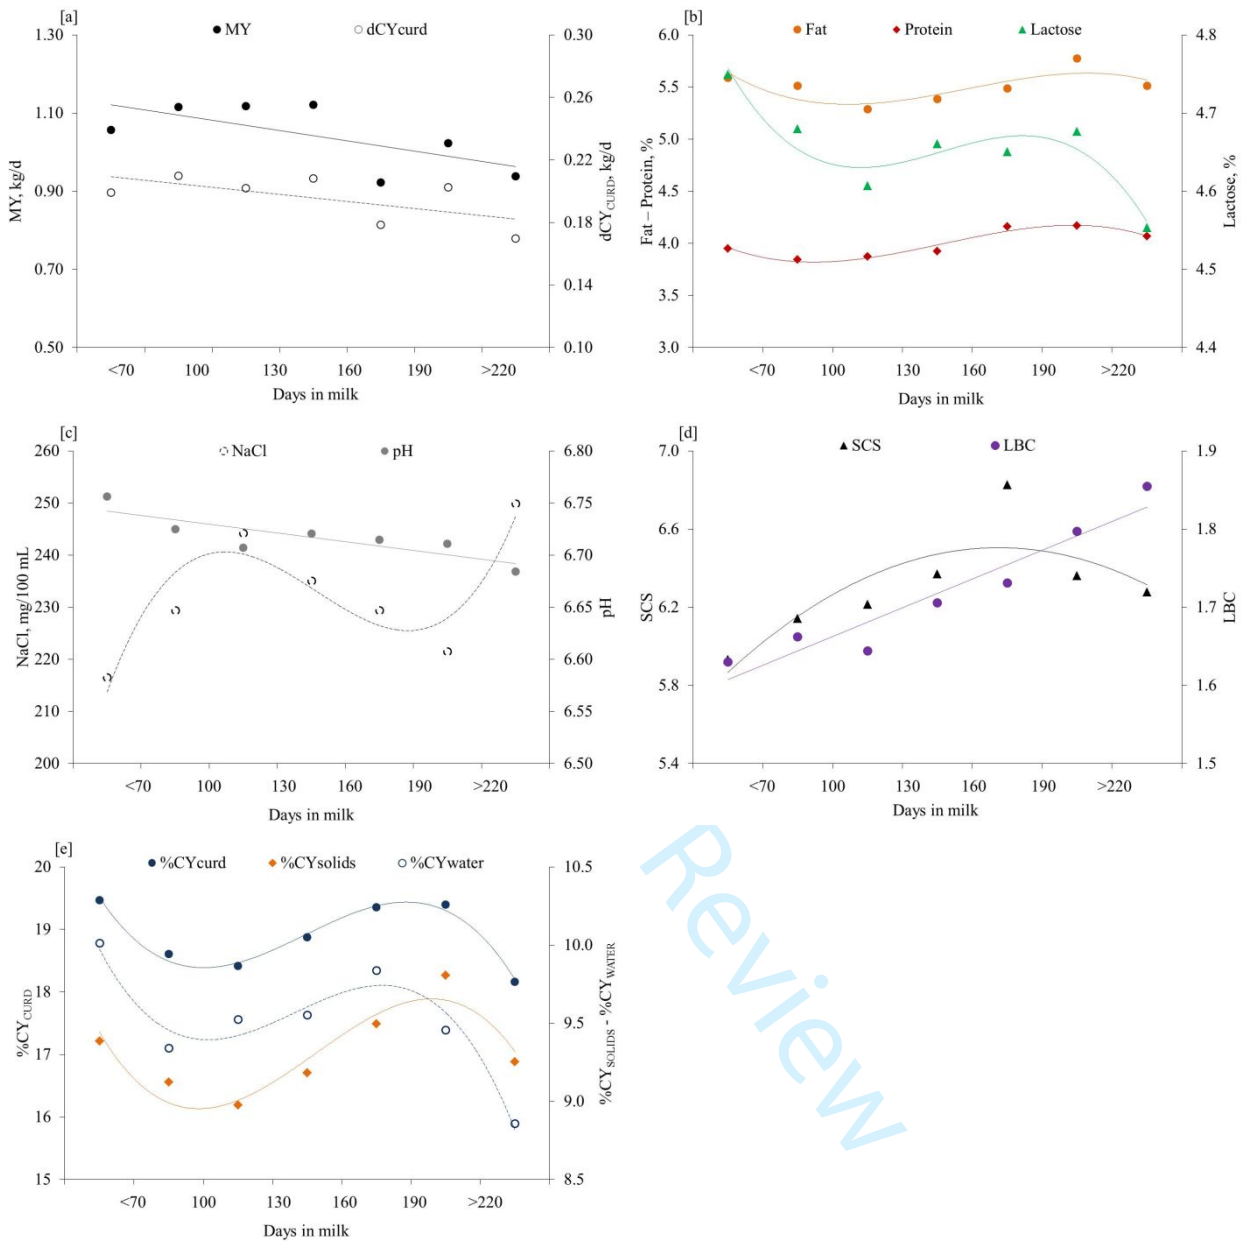 [a]
MY
dCYcurd
1.30
1.10
0.90
0.70
0.50
MY, kg/d
0.30
0.26
0.22
0.18
0.14
0.10
dCYCURD, kg/d
<70 100 130 160 190 >220
Days in milk
[b]
Fat
Protein
Lactose
6.0
5.5
5.0
4.5
4.0
3.5
3.0
Fat – Protein, %
4.8
4.7
4.6
4.5
4.4
Lactose, %
<70 100 130 160 190 >220
Days in milk
[c]
NaCl
pH
260
250
240
230
220
210
200
NaCl, mg/100 mL
6.80
6.75
6.70
6.65
6.60
6.55
6.50
pH
<70 100 130 160 190 >220
Days in milk
[d]
SCS
LBC
7.0
6.6
6.2
5.8
5.4
SCS
1.9
1.8
1.7
1.6
1.5
LBC
<70 100 130 160 190 >220
Days in milk
[e]
%CYcurd
%CYsolids
%CYwater
20
19
18
17
16
15
%CYCURD
10.5
10.0
9.5
9.0
8.5
%CYSOLIDS - %CYWATER
<70 100 130 160 190 >220
Days in milk
Review